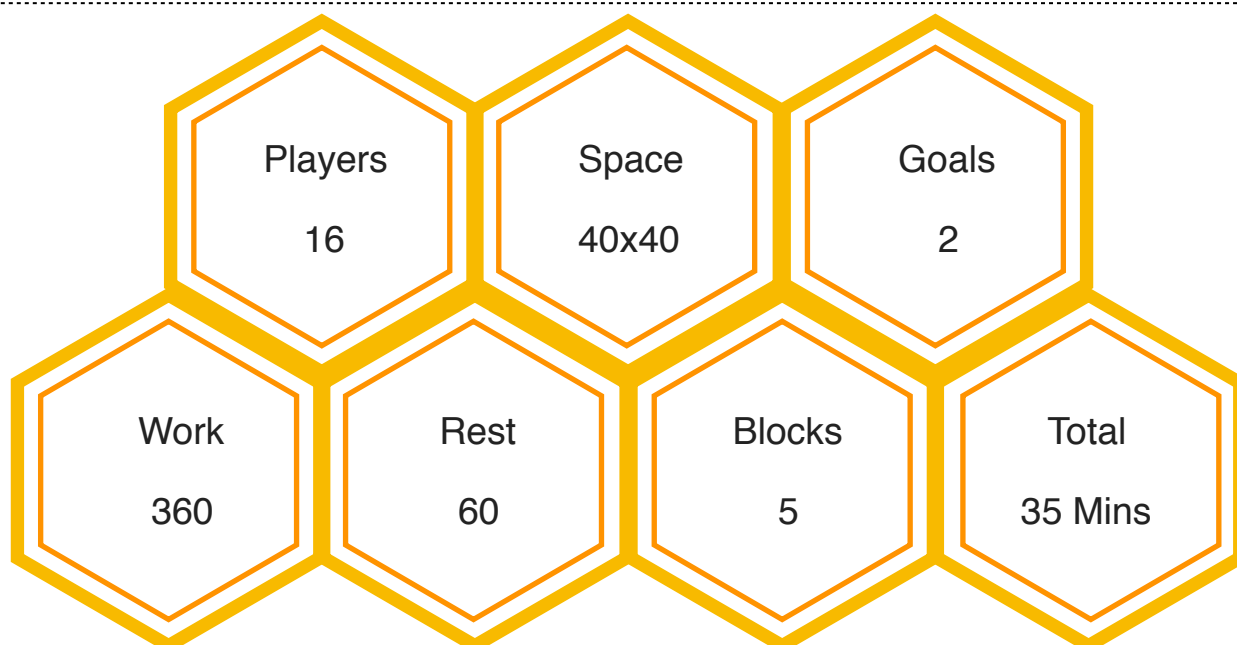 Players
16
Space
40x40
Goals
2
Work
360
Rest
60
Blocks
5
Total
35 Mins